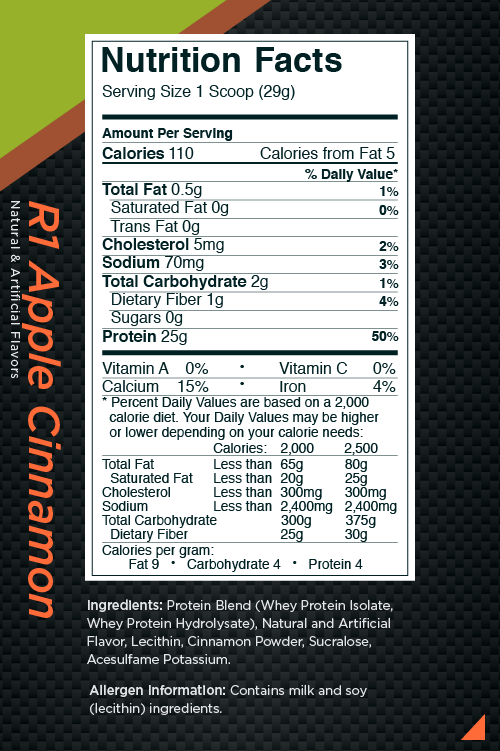 R1 Apple Cinnamon
Natural & Artificial Flavors
Nutrition Facts
Serving Size 1 Scoop (29g)
Amount Per Serving
Calories 110 Calories from Fat 5
% Daily Value*
Total Fat 0.5g 1%
Saturated Fat 0g 0%
Trans Fat 0g
Cholesterol 5mg 2%
Sodium 70mg 3%
Total Carbohydrate 2g 1%
Dietary Fiber 1g 4%
Sugars 0g
Protein 25g 50%
Vitamin A 0% • Vitamin C 0%
Calcium 15% • Iron 4%
* Percent Daily Values are based on a 2,000
calorie diet. Your Daily Values may be higher
or lower depending on your calorie needs:
Calories: 2,000 2,500
Total Fat Less than 65g 80g
Saturated Fat Less than 20g 25g
Cholesterol Less than 300mg 300mg
Sodium Less than 2,400mg 2,400mg
Total Carbohydrate 300g 375g
Dietary Fiber 25g 30g
Calories per gram:
Fat 9 • Carbohydrate 4 • Protein 4
Ingredients: Protein Blend (Whey Protein Isolate,
Whey Protein Hydrolysate), Natural and Artificial
Flavor, Lecithin, Cinnamon Powder, Sucralose,
Acesulfame Potassium.
Allergen Information: Contains milk and soy
(lecithin) ingredients.